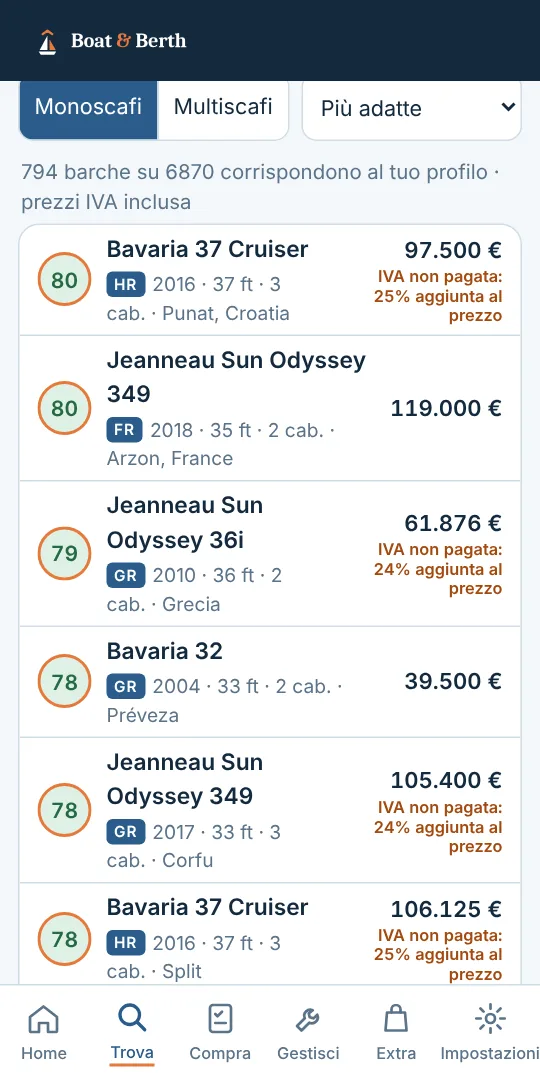 Boat & Berth
Monoscafi
Multiscafi
Più adatte
794 barche su 6870 corrispondono al tuo profilo ·
prezzi IVA inclusa
80
Bavaria 37 Cruiser
HR 2016 · 37 ft · 3
cab. · Punat, Croatia
97.500 €
IVA non pagata:
25% aggiunta al
prezzo
80
Jeanneau Sun Odyssey
349
FR 2018 · 35 ft · 2 cab. ·
Arzon, France
119.000 €
79
Jeanneau Sun
Odyssey 36i
GR 2010 · 36 ft · 2
cab. · Grecia
61.876 €
IVA non pagata:
24% aggiunta al
prezzo
78
Bavaria 32
GR 2004 · 33 ft · 2 cab. ·
Préveza
39.500 €
78
Jeanneau Sun
Odyssey 349
GR 2017 · 33 ft · 3
cab. · Corfu
105.400 €
IVA non pagata:
24% aggiunta al
prezzo
78
Bavaria 37 Cruiser
HR 2016 · 37 ft · 3
cab. · Split
106.125 €
IVA non pagata:
25% aggiunta al
prezzo
Home
Trova
Compra
Gestisci
Extra
Impostazioni